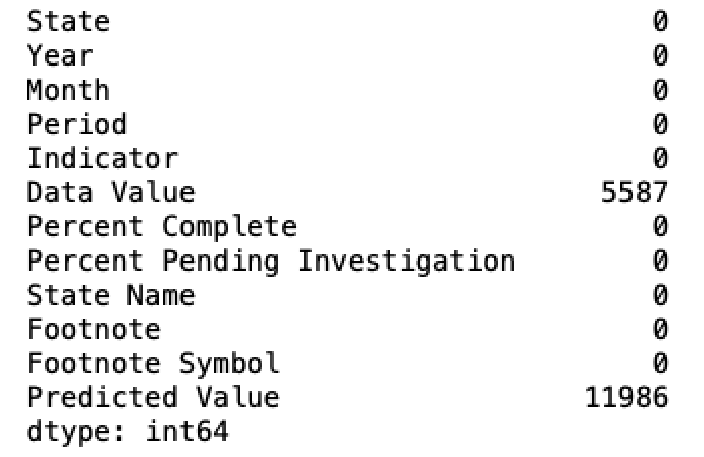 State 0
Year 0
Month 0
Period 0
Indicator 0
Data Value 5587
Percent Complete 0
Percent Pending Investigation 0
State Name 0
Footnote 0
Footnote Symbol 0
Predicted Value 11986
dtype: int64